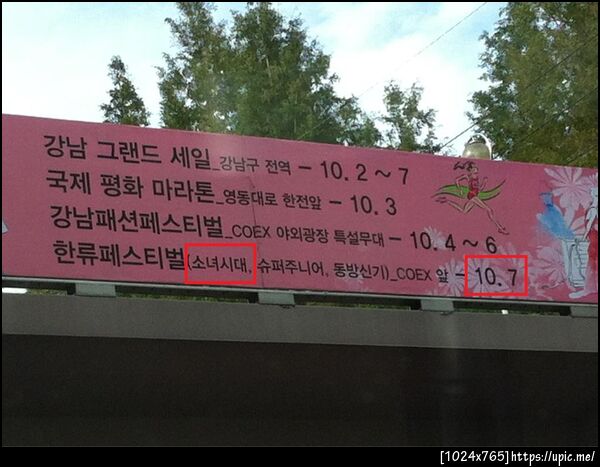 강남 그랜드 세일_강남구 전역 - 10. 2 ~ 7
국제 평화 마라톤_영동대로 한전앞 - 10. 3
강남패션페스티벌_COEX 야외광장 특설무대 - 10. 4 ~ 6
한류페스티벌(소녀시대, 슈퍼주니어, 동방신기)_COEX 앞 - 10. 7
[1024x765]https://upic.me/